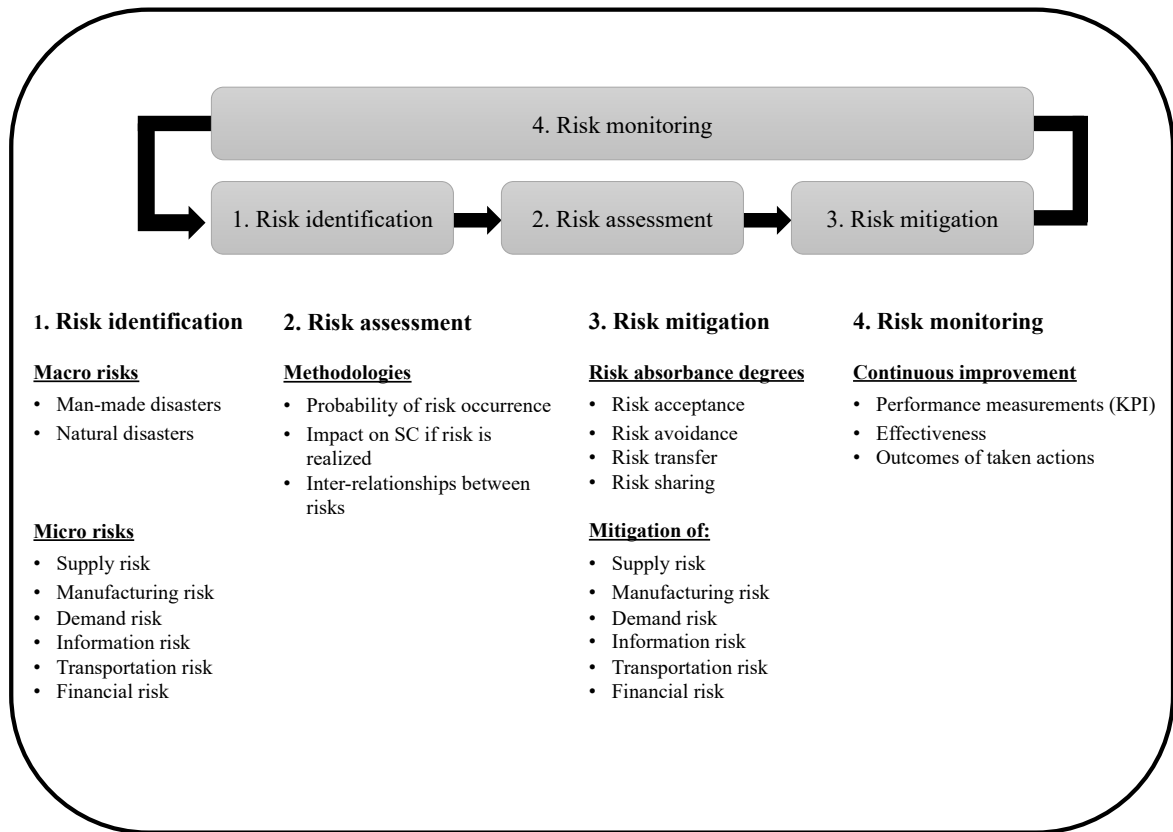 4. Risk monitoring
1. Risk identification
2. Risk assessment
3. Risk mitigation
1. Risk identification
Macro risks
• Man-made disasters
• Natural disasters
Micro risks
• Supply risk
• Manufacturing risk
• Demand risk
• Information risk
• Transportation risk
• Financial risk
2. Risk assessment
Methodologies
• Probability of risk occurrence
• Impact on SC if risk is
realized
• Inter-relationships between
risks
3. Risk mitigation
Risk absorbance degrees
• Risk acceptance
• Risk avoidance
• Risk transfer
• Risk sharing
Mitigation of:
• Supply risk
• Manufacturing risk
• Demand risk
• Information risk
• Transportation risk
• Financial risk
4. Risk monitoring
Continuous improvement
• Performance measurements (KPI)
• Effectiveness
• Outcomes of taken actions